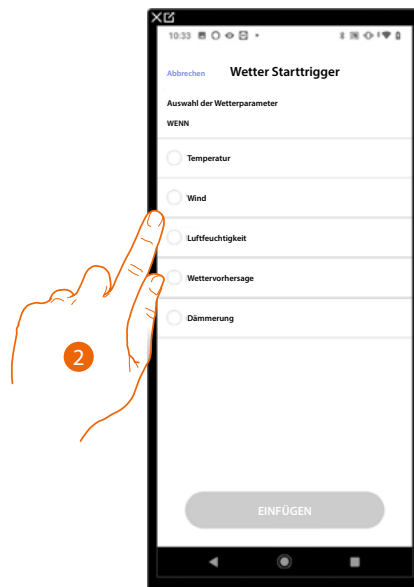 10:33
Abbrechen Wetter Starttrigger
Auswahl der Wetterparameter
WENN
Temperatur
Wind
Luftfeuchtigkeit
Wettervorhersage
Dämmerung
2
EINFÜGEN